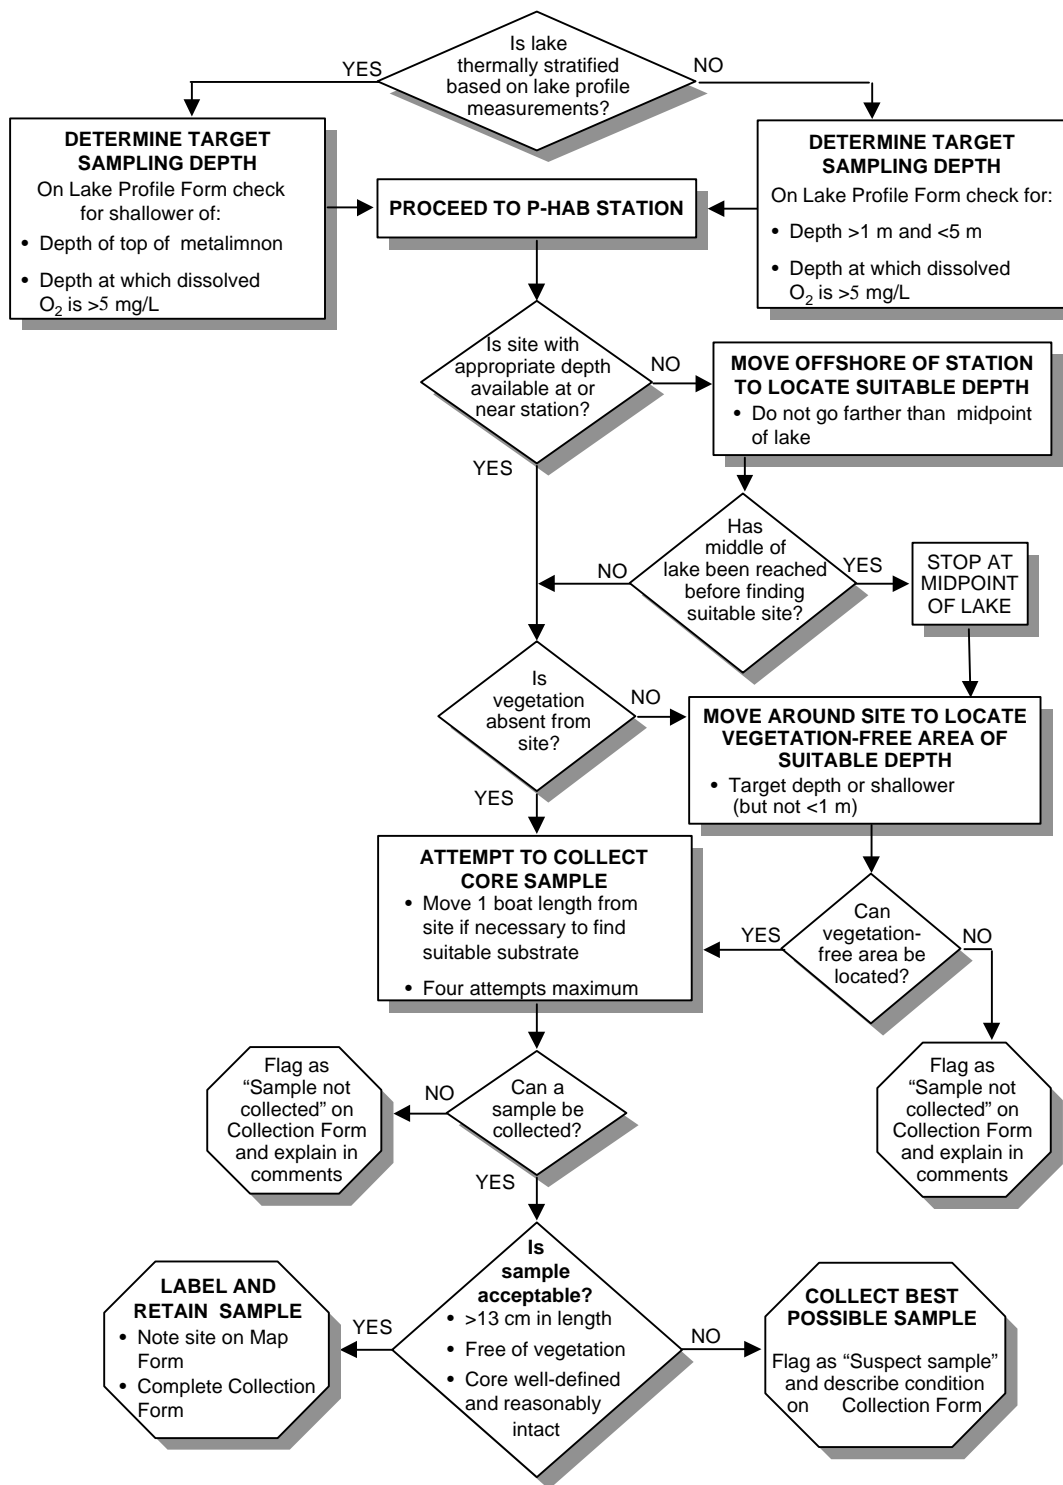 Is lake
thermally stratified
based on lake profile
measurements?
YES
NO
DETERMINE TARGET
SAMPLING DEPTH
On Lake Profile Form check
for shallower of:
• Depth of top of metalimnon
• Depth at which dissolved
O2 is >5 mg/L
PROCEED TO P-HAB STATION
DETERMINE TARGET
SAMPLING DEPTH
On Lake Profile Form check for:
• Depth >1 m and <5 m
• Depth at which dissolved
O2 is >5 mg/L
Is site with
appropriate depth
available at or
near station?
NO
YES
MOVE OFFSHORE OF STATION
TO LOCATE SUITABLE DEPTH
• Do not go farther than midpoint
of lake
Has
middle of
lake been reached
before finding
suitable site?
NO
YES
STOP AT
MIDPOINT
OF LAKE
Is
vegetation
absent from
site?
NO
YES
MOVE AROUND SITE TO LOCATE
VEGETATION-FREE AREA OF
SUITABLE DEPTH
• Target depth or shallower
(but not <1 m)
ATTEMPT TO COLLECT
CORE SAMPLE
• Move 1 boat length from
site if necessary to find
suitable substrate
• Four attempts maximum
Can
vegetation-
free area be
located?
YES
NO
Flag as
“Sample not
collected” on
Collection Form
and explain in
comments
NO
Can a
sample be
collected?
YES
Flag as
“Sample not
collected” on
Collection Form
and explain in
comments
Is
sample
acceptable?
• >13 cm in length
• Free of vegetation
• Core well-defined
and reasonably
intact
YES
NO
LABEL AND
RETAIN SAMPLE
• Note site on Map
Form
• Complete Collection
Form
COLLECT BEST
POSSIBLE SAMPLE
Flag as “Suspect sample”
and describe condition
on Collection Form